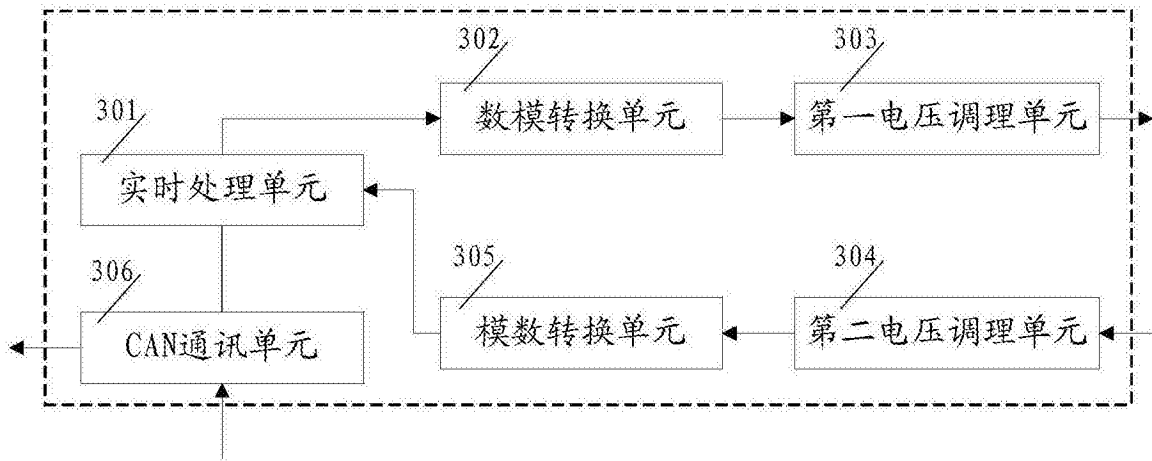 302
数模转换单元
303
第一电压调理单元
301
实时处理单元
306
CAN通讯单元
305
模数转换单元
304
第二电压调理单元